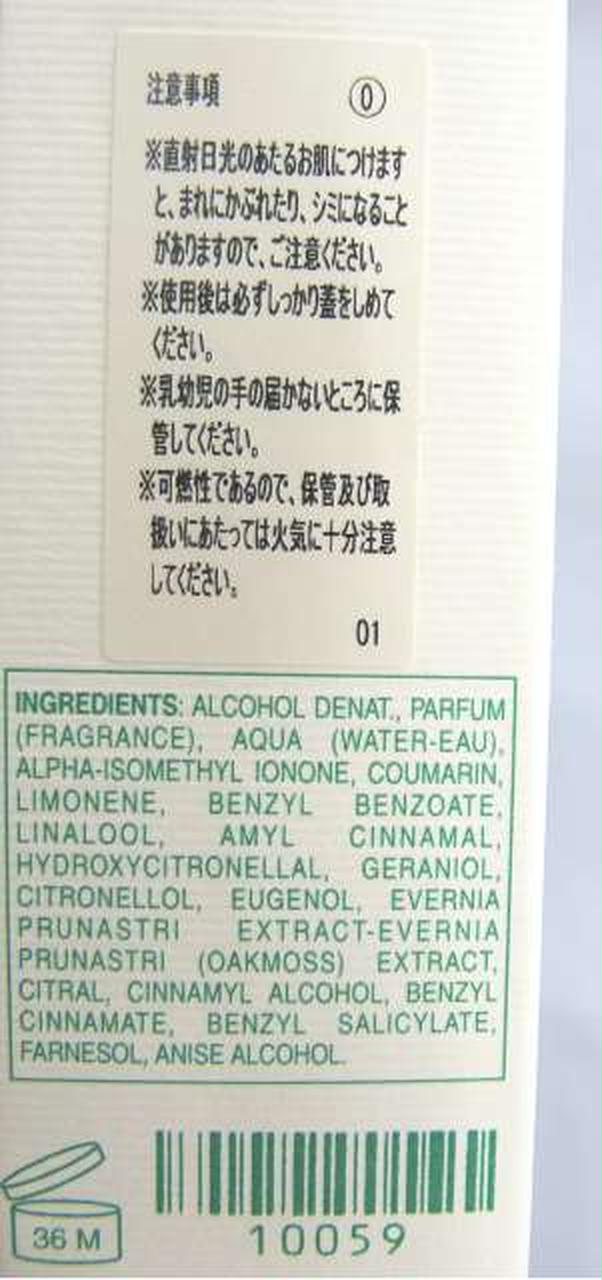 注意事項 ⓪
※直射日光のあたるお肌につけます
と、まれにかぶれたり、シミになること
がありますので、ご注意ください。
※使用後は必ずしっかり蓋をしめて
ください。
※乳幼児の手の届かないところに保
管してください。
※可燃性であるので、保管及び取
扱いにあたっては火気に十分注意
してください。
01
INGREDIENTS: ALCOHOL DENAT., PARFUM
(FRAGRANCE), AQUA (WATER-EAU),
ALPHA-ISOMETHYL IONONE, COUMARIN,
LIMONENE, BENZYL BENZOATE,
LINALOOL, AMYL CINNAMAL,
HYDROXYCITRONELLAL, GERANIOL,
CITRONELLOL, EUGENOL, EVERNIA
PRUNASTRI EXTRACT-EVERNIA
PRUNASTRI (OAKMOSS) EXTRACT,
CITRAL, CINNAMYL ALCOHOL, BENZYL
CINNAMATE, BENZYL SALICYLATE,
FARNESOL, ANISE ALCOHOL.
36 M
10059